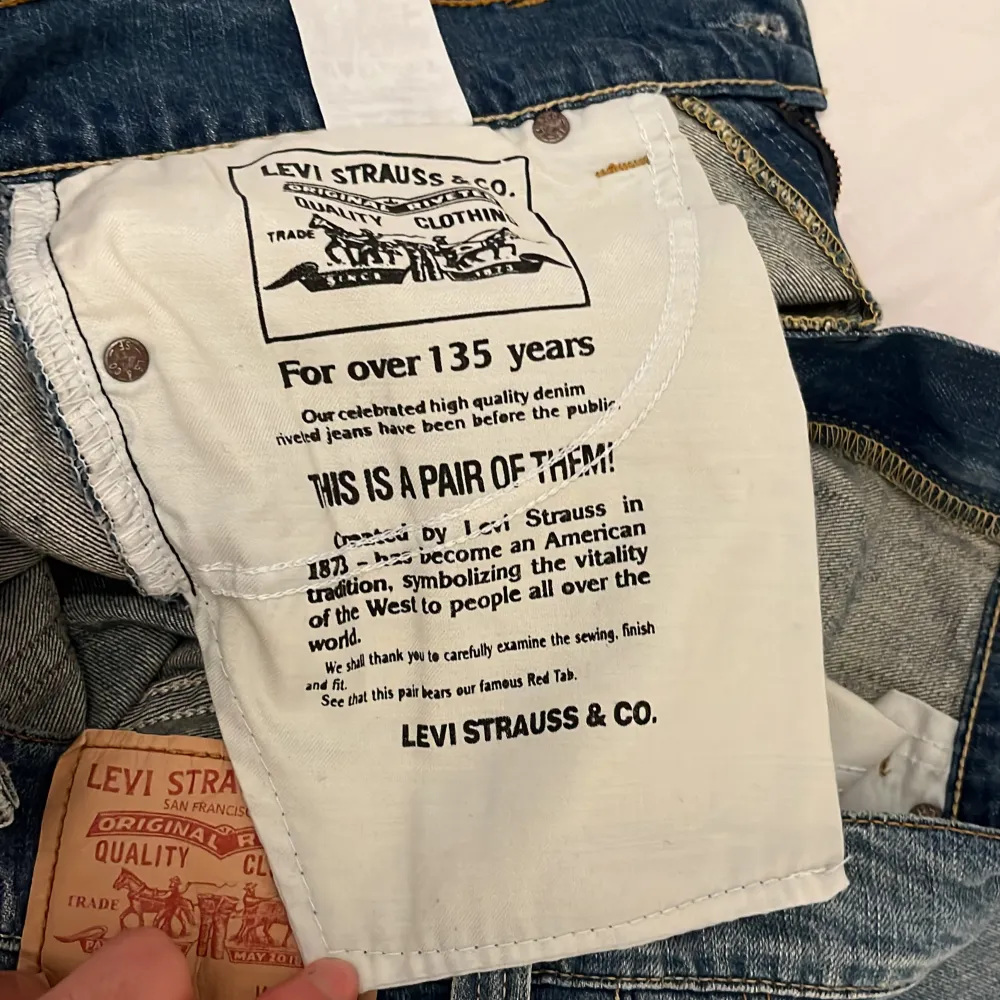 LEVI STRAUSS & CO.
ORIGINAL RIVETE
QUALITY CLOTHIN
TRADE
SINCE 1873
For over 135 years
Our celebrated high quality denim
riveted jeans have been before the public.
THIS IS A PAIR OF THEM!
Created by Levi Strauss in
1873 – has become an American
tradition, symbolizing the vitality
of the West to people all over the
world.
We shall thank you to carefully examine the sewing, finish
and fit.
See that this pair bears our famous Red Tab.
LEVI STRAUSS & CO.
LEVI STRA
SAN FRANCIS
ORIGINAL R
QUALITY CL
TRADE
PA